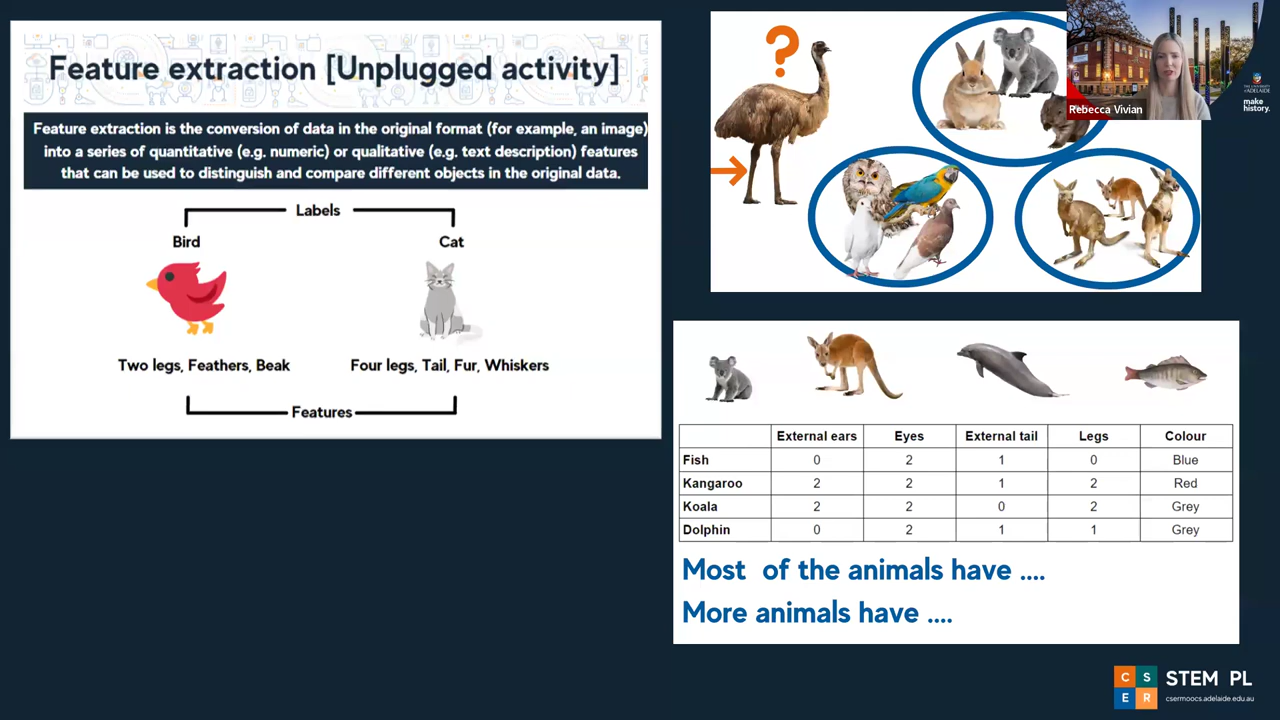 Feature extraction [Unplugged activity]
Feature extraction is the conversion of data in the original format (for example, an image)
into a series of quantitative (e.g. numeric) or qualitative (e.g. text description) features
that can be used to distinguish and compare different objects in the original data.
Labels
Bird Cat
Two legs, Feathers, Beak Four legs, Tail, Fur, Whiskers
Features
?
Rebecca Vivian
THE UNIVERSITY
of ADELAIDE
make
history.
External ears Eyes External tail Legs Colour
Fish 0 2 1 0 Blue
Kangaroo 2 2 1 2 Red
Koala 2 2 0 2 Grey
Dolphin 0 2 1 1 Grey
Most of the animals have ....
More animals have ....
C S
E R
STEM PL
csermoocs.adelaide.edu.au